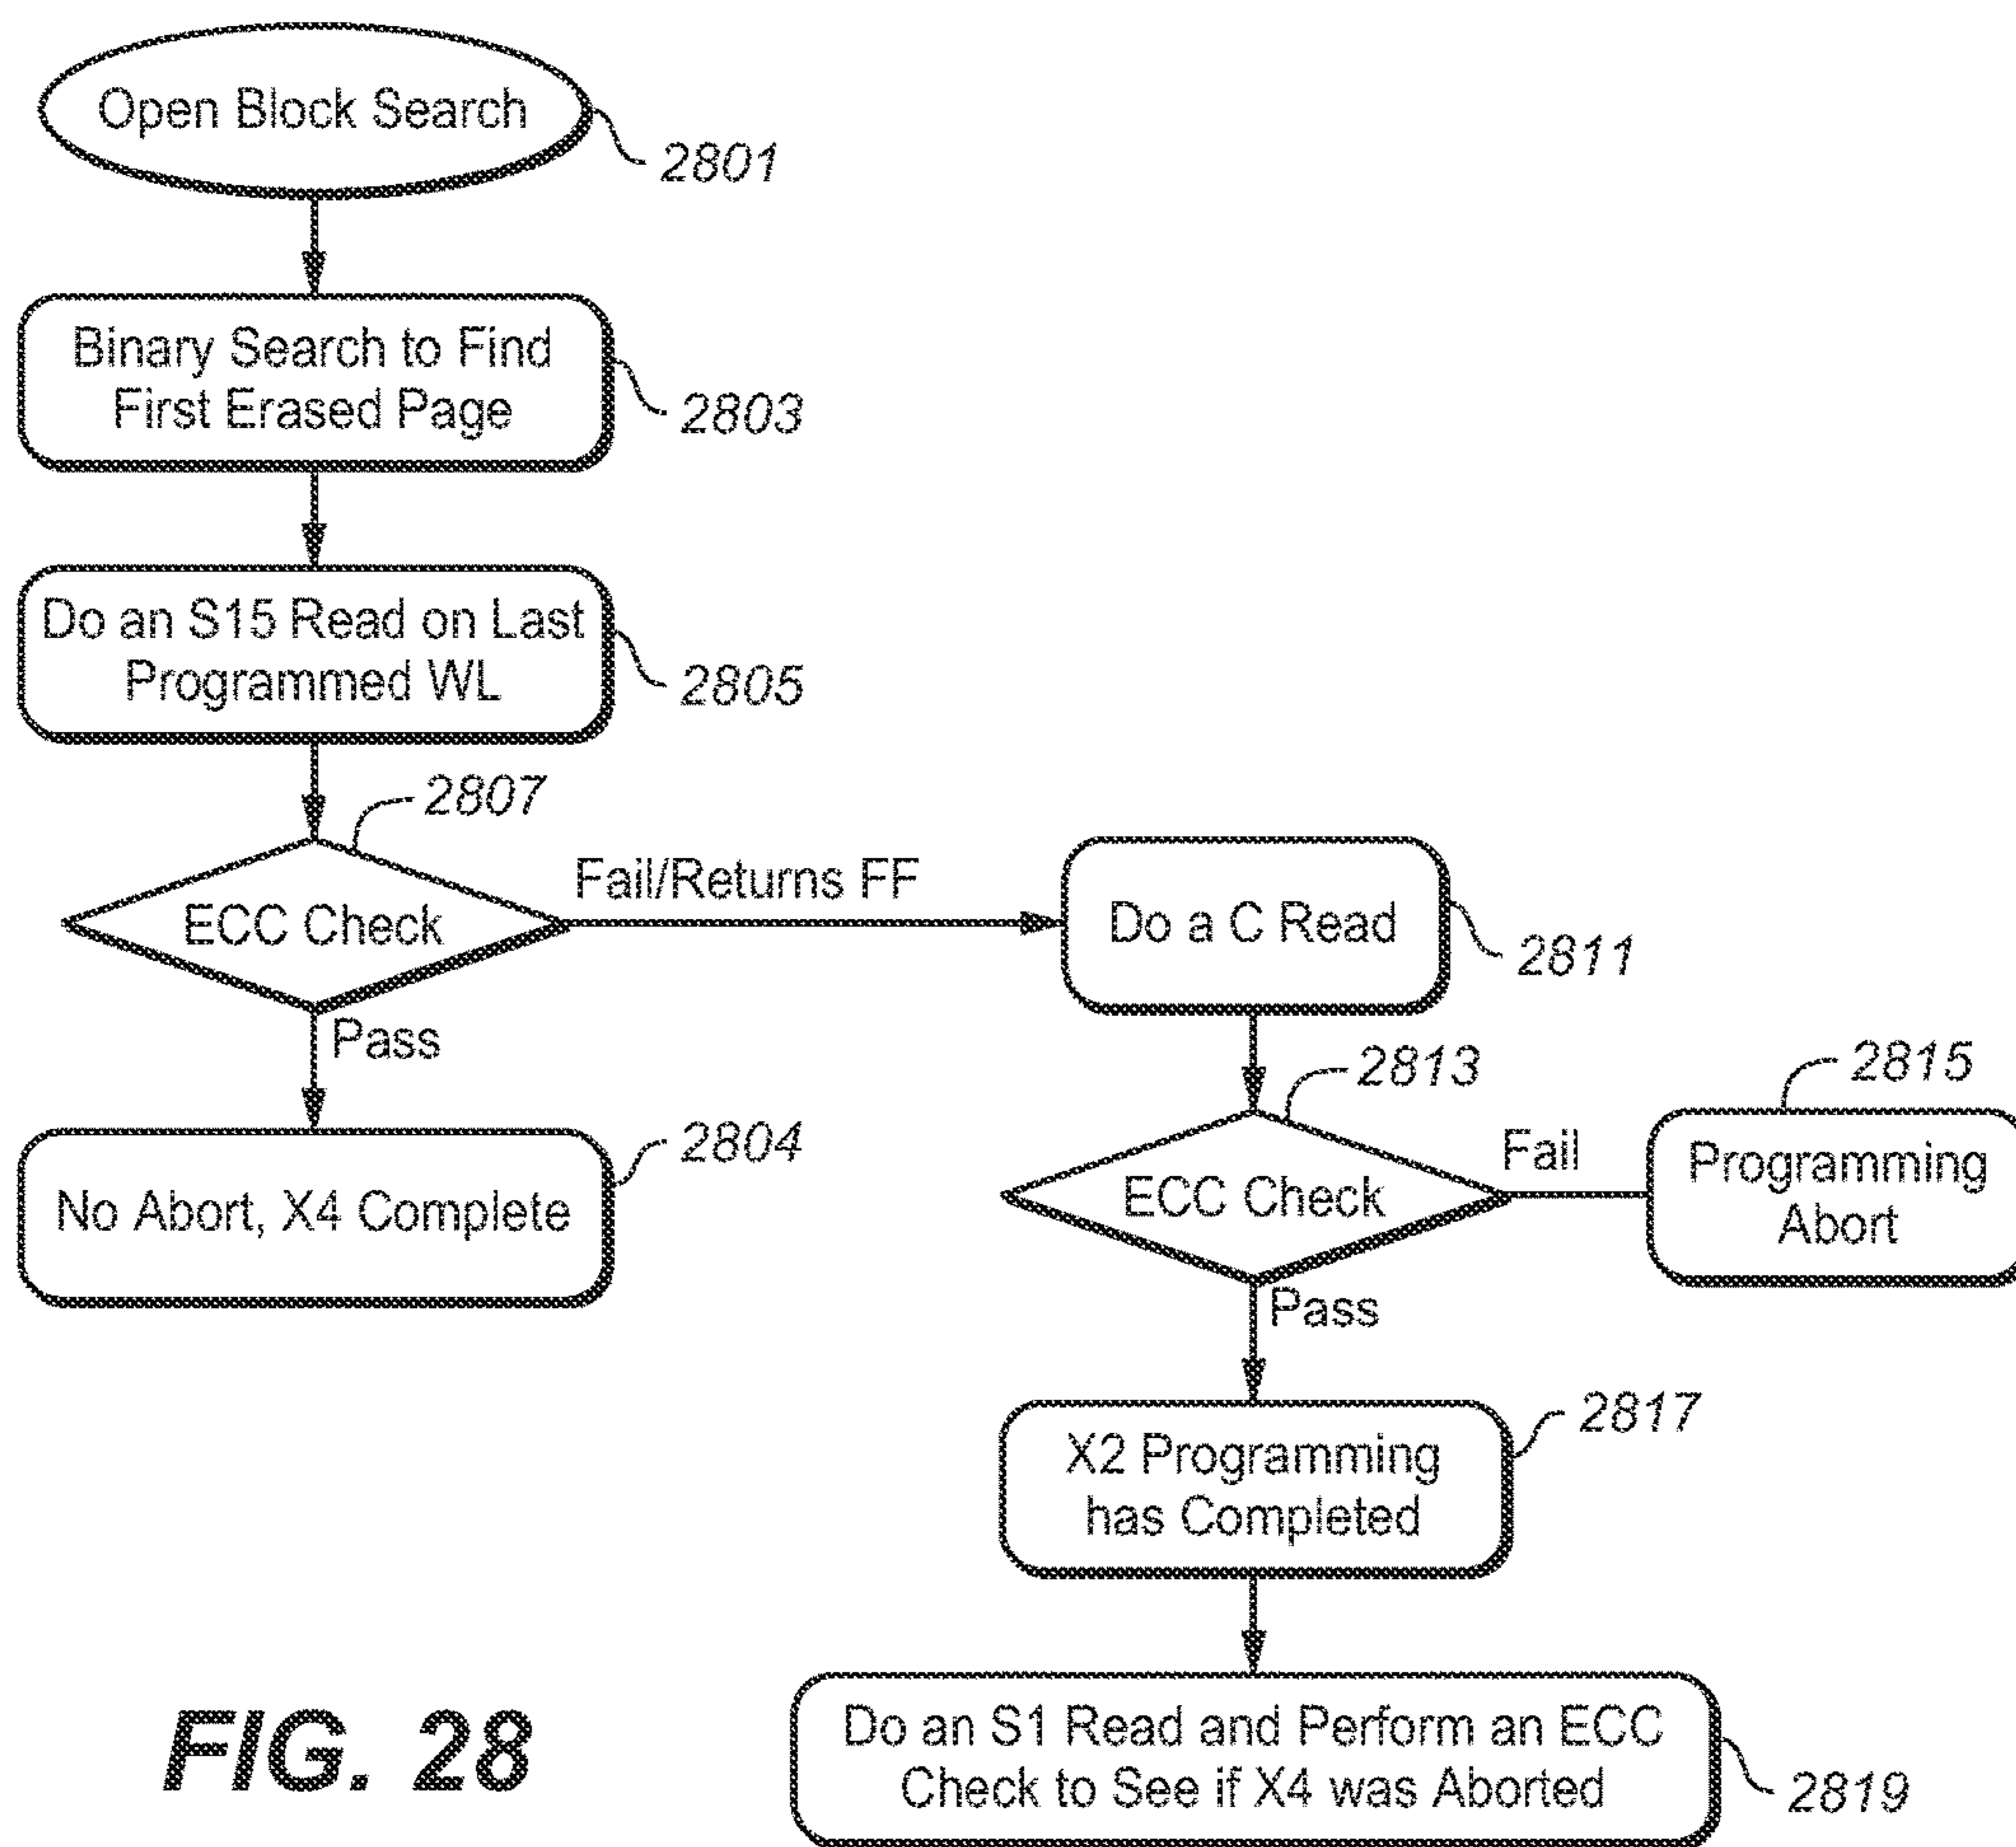 Open Block Search
2801
Binary Search to Find
First Erased Page
2803
Do an S15 Read on Last
Programmed WL
2805
2807
ECC Check
Fail/Returns FF
Do a C Read
2811
Pass
2813
2815
No Abort, X4 Complete
2804
ECC Check
Fail
Programming
Abort
Pass
X2 Programming
has Completed
2817
Do an S1 Read and Perform an ECC
Check to See if X4 was Aborted
2819
FIG. 28